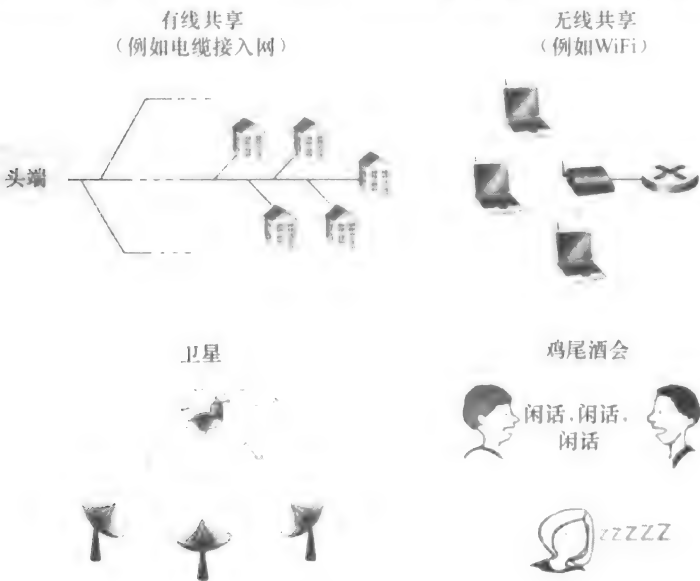 有线共享
（例如电缆接入网）
无线共享
（例如WiFi）
头端
卫星
鸡尾酒会
闲话，闲话，
闲话
zZZZZ